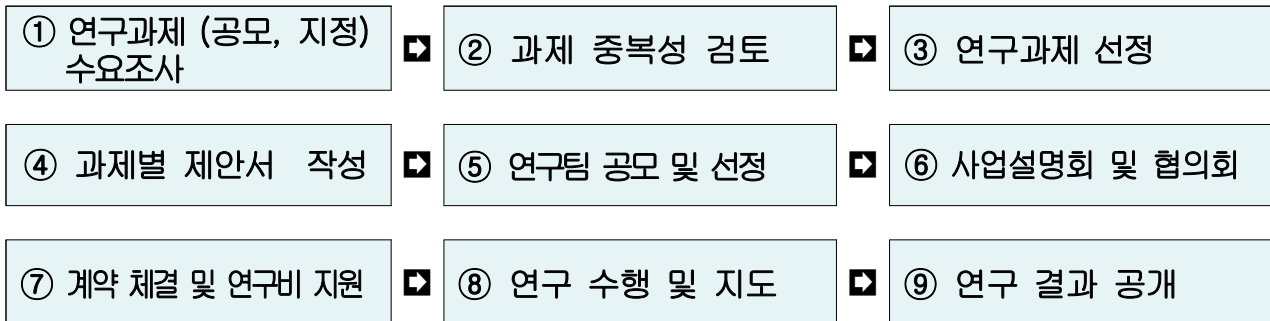 ① 연구과제 (공모, 지정)
수요조사
② 과제 중복성 검토
③ 연구과제 선정
④ 과제별 제안서 작성
⑤ 연구팀 공모 및 선정
⑥ 사업설명회 및 협의회
⑦ 계약 체결 및 연구비 지원
⑧ 연구 수행 및 지도
⑨ 연구 결과 공개